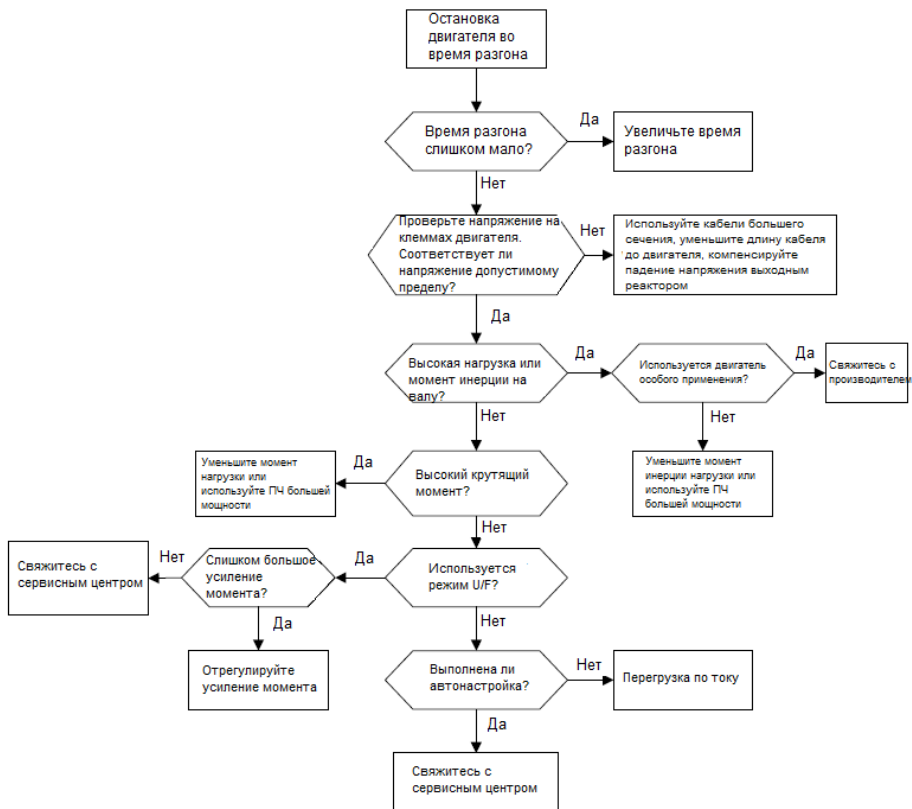 Остановка
двигателя во
время разгона
Время разгона
слишком мало?
Да
Увеличьте время
разгона
Нет
Проверьте напряжение на
клеммах двигателя.
Соответствует ли
напряжение допустимому
пределу?
Нет
Используйте кабели большего
сечения, уменьшите длину кабеля
до двигателя, компенсируйте
падение напряжения выходным
реактором
Да
Высокая нагрузка или
момент инерции на
валу?
Да
Используется двигатель
особого применения?
Да
Свяжитесь с
производителем
Нет
Нет
Уменьшите момент
инерции нагрузки или
используйте ПЧ
большей мощности
Высокий крутящий
момент?
Да
Уменьшите момент
нагрузки или
используйте ПЧ большей
мощности
Нет
Используется
режим U/F?
Да
Слишком большое
усиление
момента?
Нет
Свяжитесь с
сервисным центром
Да
Отрегулируйте
усиление момента
Нет
Выполнена ли
автонастройка?
Нет
Перегрузка по току
Да
Свяжитесь с
сервисным центром